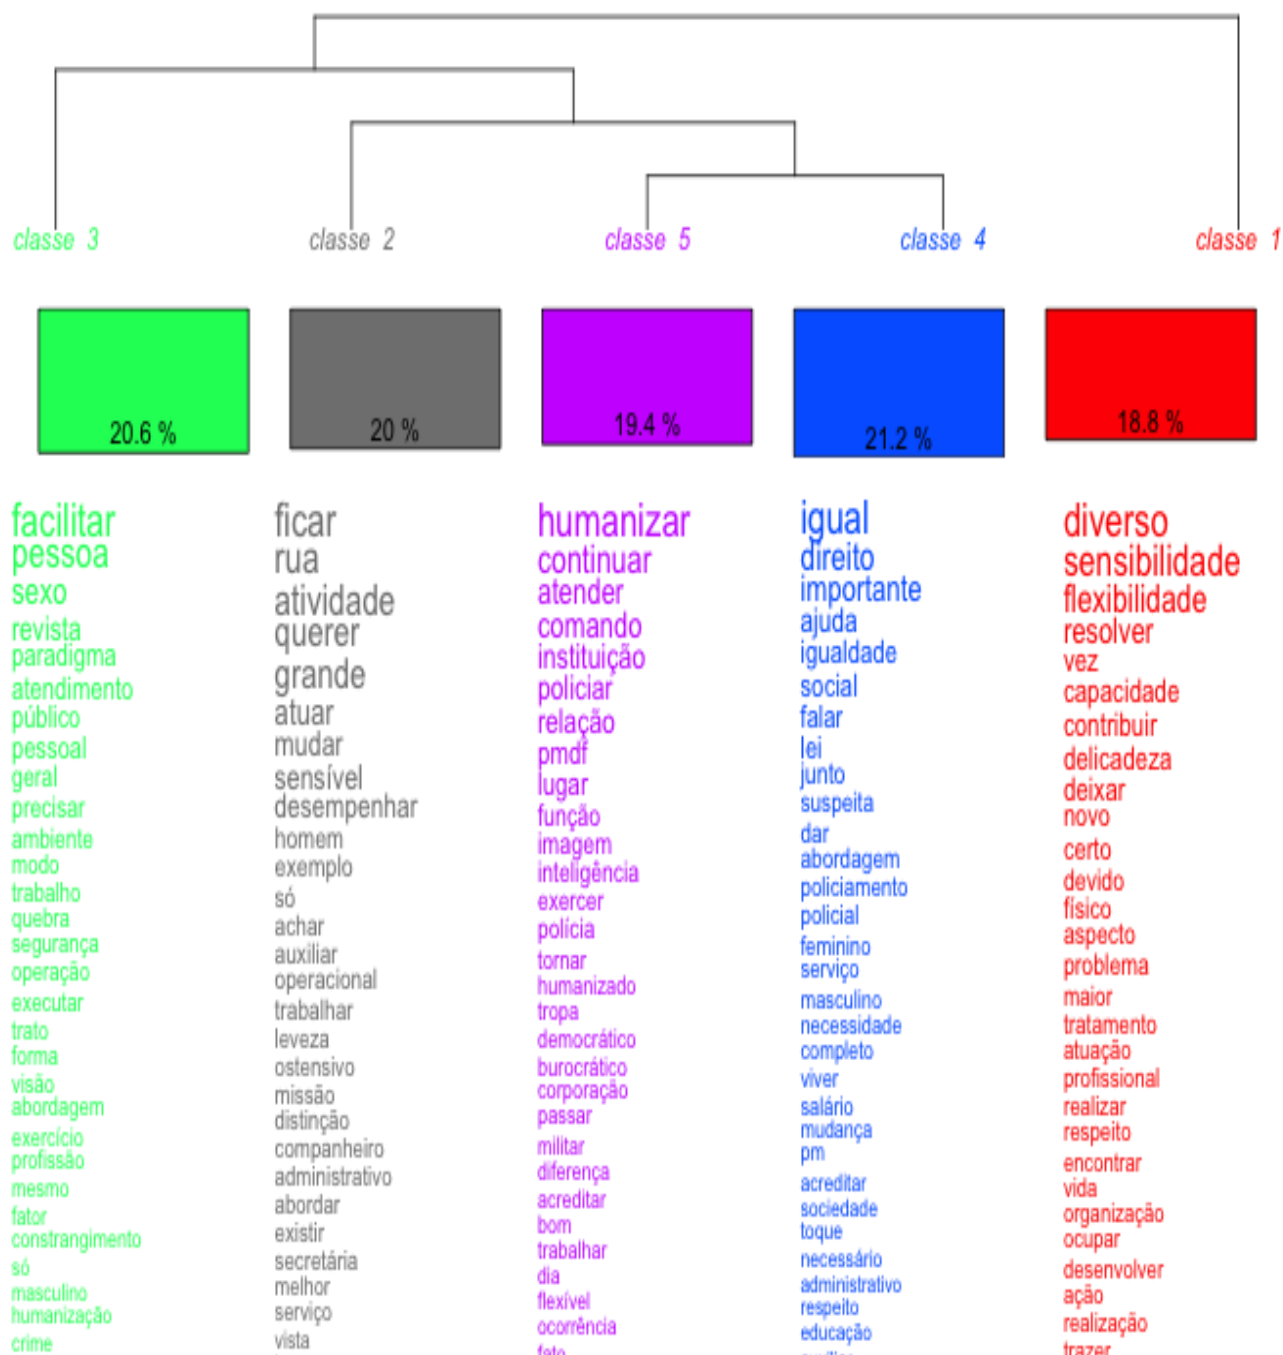 classe 3
classe 2
classe 5
classe 4
classe 1
20.6 %
20 %
19.4 %
21.2 %
18.8 %
facilitar
pessoa
sexo
revista
paradigma
atendimento
público
pessoal
geral
precisar
ambiente
modo
trabalho
quebra
segurança
operação
executar
trato
forma
visão
abordagem
exercício
profissão
mesmo
fator
constrangimento
só
masculino
humanização
crime
ficar
rua
atividade
querer
grande
atuar
mudar
sensível
desempenhar
homem
exemplo
só
achar
auxiliar
operacional
trabalhar
leveza
ostensivo
missão
distinção
companheiro
administrativo
abordar
existir
secretária
melhor
serviço
vista
humanizar
continuar
atender
comando
instituição
policiar
relação
pmdf
lugar
função
imagem
inteligência
exercer
polícia
tornar
humanizado
tropa
democrático
burocrático
corporação
passar
militar
diferença
acreditar
bom
trabalhar
dia
flexível
ocorrência
fato
igual
direito
importante
ajuda
igualdade
social
falar
lei
junto
suspeita
dar
abordagem
policiamento
policial
feminino
serviço
masculino
necessidade
completo
viver
salário
mudança
pm
acreditar
sociedade
toque
necessário
administrativo
respeito
educação
diverso
sensibilidade
flexibilidade
resolver
vez
capacidade
contribuir
delicadeza
deixar
novo
certo
devido
físico
aspecto
problema
maior
tratamento
atuação
profissional
realizar
respeito
encontrar
vida
organização
ocupar
desenvolver
ação
realização
trazer